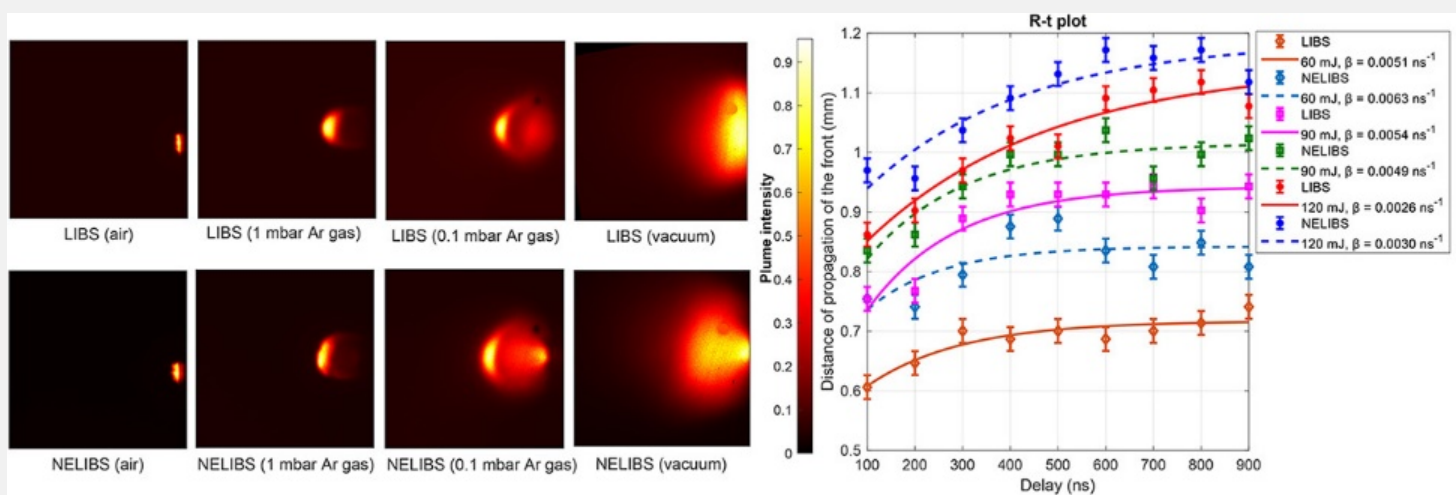 LIBS (air)
LIBS (1 mbar Ar gas)
LIBS (0.1 mbar Ar gas)
LIBS (vacuum)
NELIBS (air)
NELIBS (1 mbar Ar gas)
NELIBS (0.1 mbar Ar gas)
NELIBS (vacuum)
Plume intensity
0.9
0.8
0.7
0.6
0.5
0.4
0.3
0.2
0.1
0
R-t plot
Distance of propagation of the front (mm)
1.2
1.1
1
0.9
0.8
0.7
0.6
0.5
100 200 300 400 500 600 700 800 900
Delay (ns)
LIBS
60 mJ, β = 0.0051 ns⁻¹
NELIBS
60 mJ, β = 0.0063 ns⁻¹
LIBS
90 mJ, β = 0.0054 ns⁻¹
NELIBS
90 mJ, β = 0.0049 ns⁻¹
LIBS
120 mJ, β = 0.0026 ns⁻¹
NELIBS
120 mJ, β = 0.0030 ns⁻¹